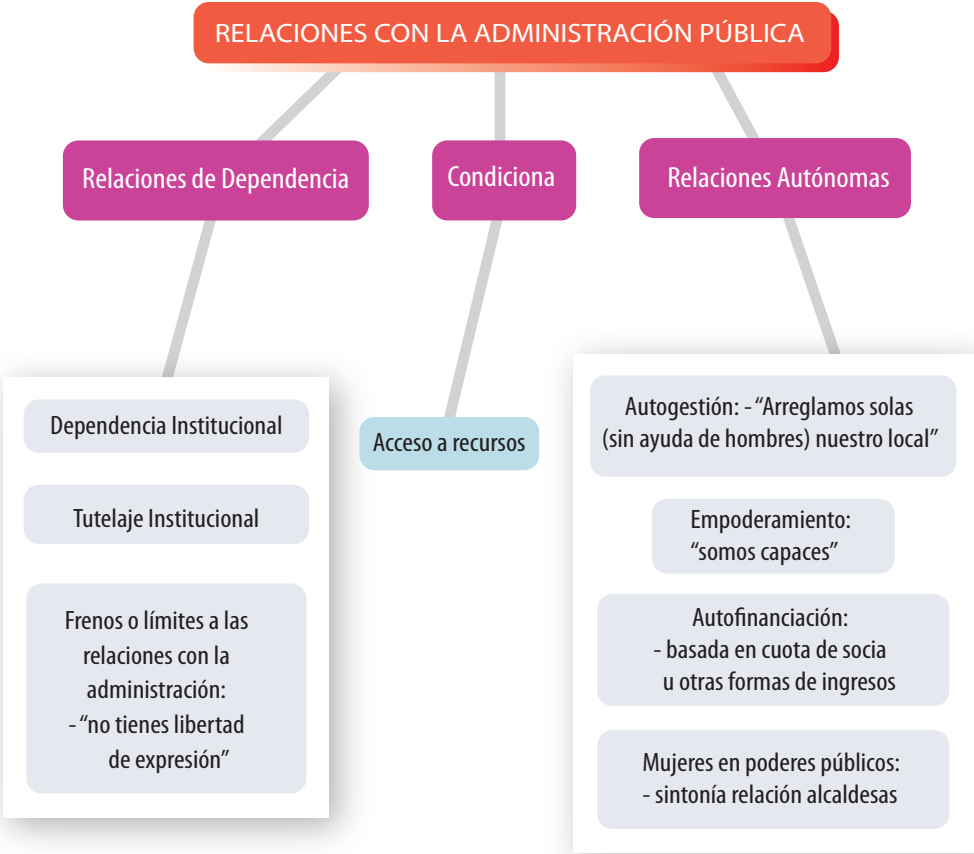 RELACIONES CON LA ADMINISTRACIÓN PÚBLICA
Relaciones de Dependencia
Condiciona
Relaciones Autónomas
Dependencia Institucional
Tutelaje Institucional
Frenos o límites a las
relaciones con la
administración:
- “no tienes libertad
de expresión”
Acceso a recursos
Autogestión: - “Arreglamos solas
(sin ayuda de hombres) nuestro local”
Empoderamiento:
“somos capaces”
Autofinanciación:
- basada en cuota de socia
u otras formas de ingresos
Mujeres en poderes públicos:
- sintonía relación alcaldesas